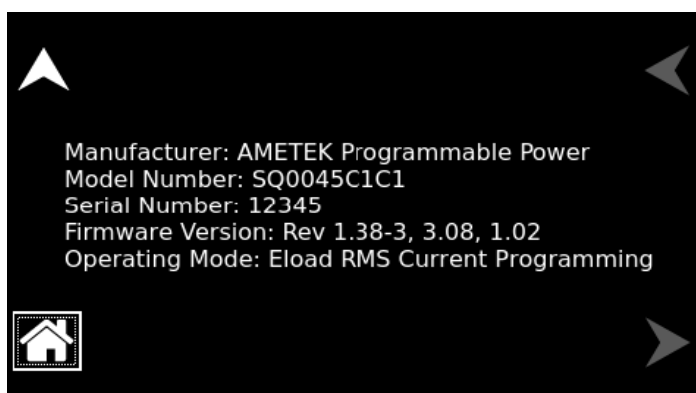 Manufacturer: AMETEK Programmable Power
Model Number: SQ0045C1C1
Serial Number: 12345
Firmware Version: Rev 1.38-3, 3.08, 1.02
Operating Mode: Eload RMS Current Programming